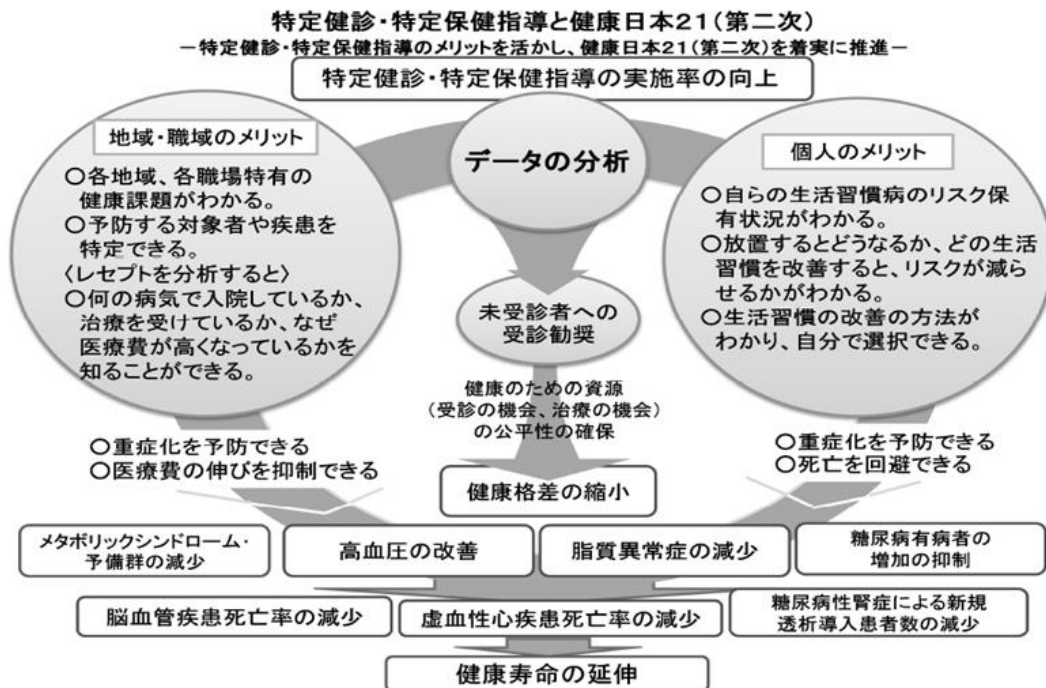 特定健診・特定保健指導と健康日本21(第二次)
－特定健診・特定保健指導のメリットを活かし、健康日本21(第二次)を着実に推進－
特定健診・特定保健指導の実施率の向上
地域・職域のメリット
○各地域、各職場特有の
健康課題がわかる。
○予防する対象者や疾患を
特定できる。
〈レセプトを分析すると〉
○何の病気で入院しているか、
治療を受けているか、なぜ
医療費が高くなっているかを
知ることができる。
○重症化を予防できる
○医療費の伸びを抑制できる
データの分析
未受診者への
受診勧奨
健康のための資源
(受診の機会、治療の機会)
の公平性の確保
健康格差の縮小
個人のメリット
○自らの生活習慣病のリスク保
有状況がわかる。
○放置するとどうなるか、どの生活
習慣を改善すると、リスクが減ら
せるかがわかる。
○生活習慣の改善の方法が
わかり、自分で選択できる。
○重症化を予防できる
○死亡を回避できる
メタボリックシンドローム・
予備群の減少
高血圧の改善
脂質異常症の減少
糖尿病有病者の
増加の抑制
脳血管疾患死亡率の減少
虚血性心疾患死亡率の減少
糖尿病性腎症による新規
透析導入患者数の減少
健康寿命の延伸